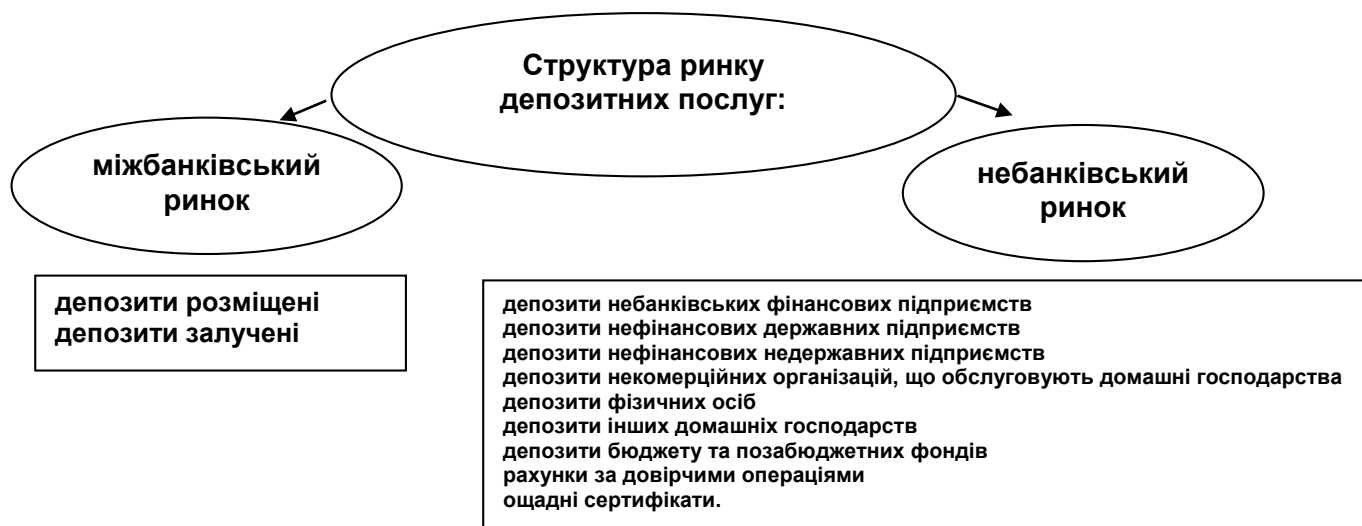 Структура ринку
депозитних послуг:
міжбанківський
ринок
небанківський
ринок
депозити розміщені
депозити залучені
депозити небанківських фінансових підприємств
депозити нефінансових державних підприємств
депозити нефінансових недержавних підприємств
депозити некомерційних організацій, що обслуговують домашні господарства
депозити фізичних осіб
депозити інших домашніх господарств
депозити бюджету та позабюджетних фондів
рахунки за довірчими операціями
ощадні сертифікати.